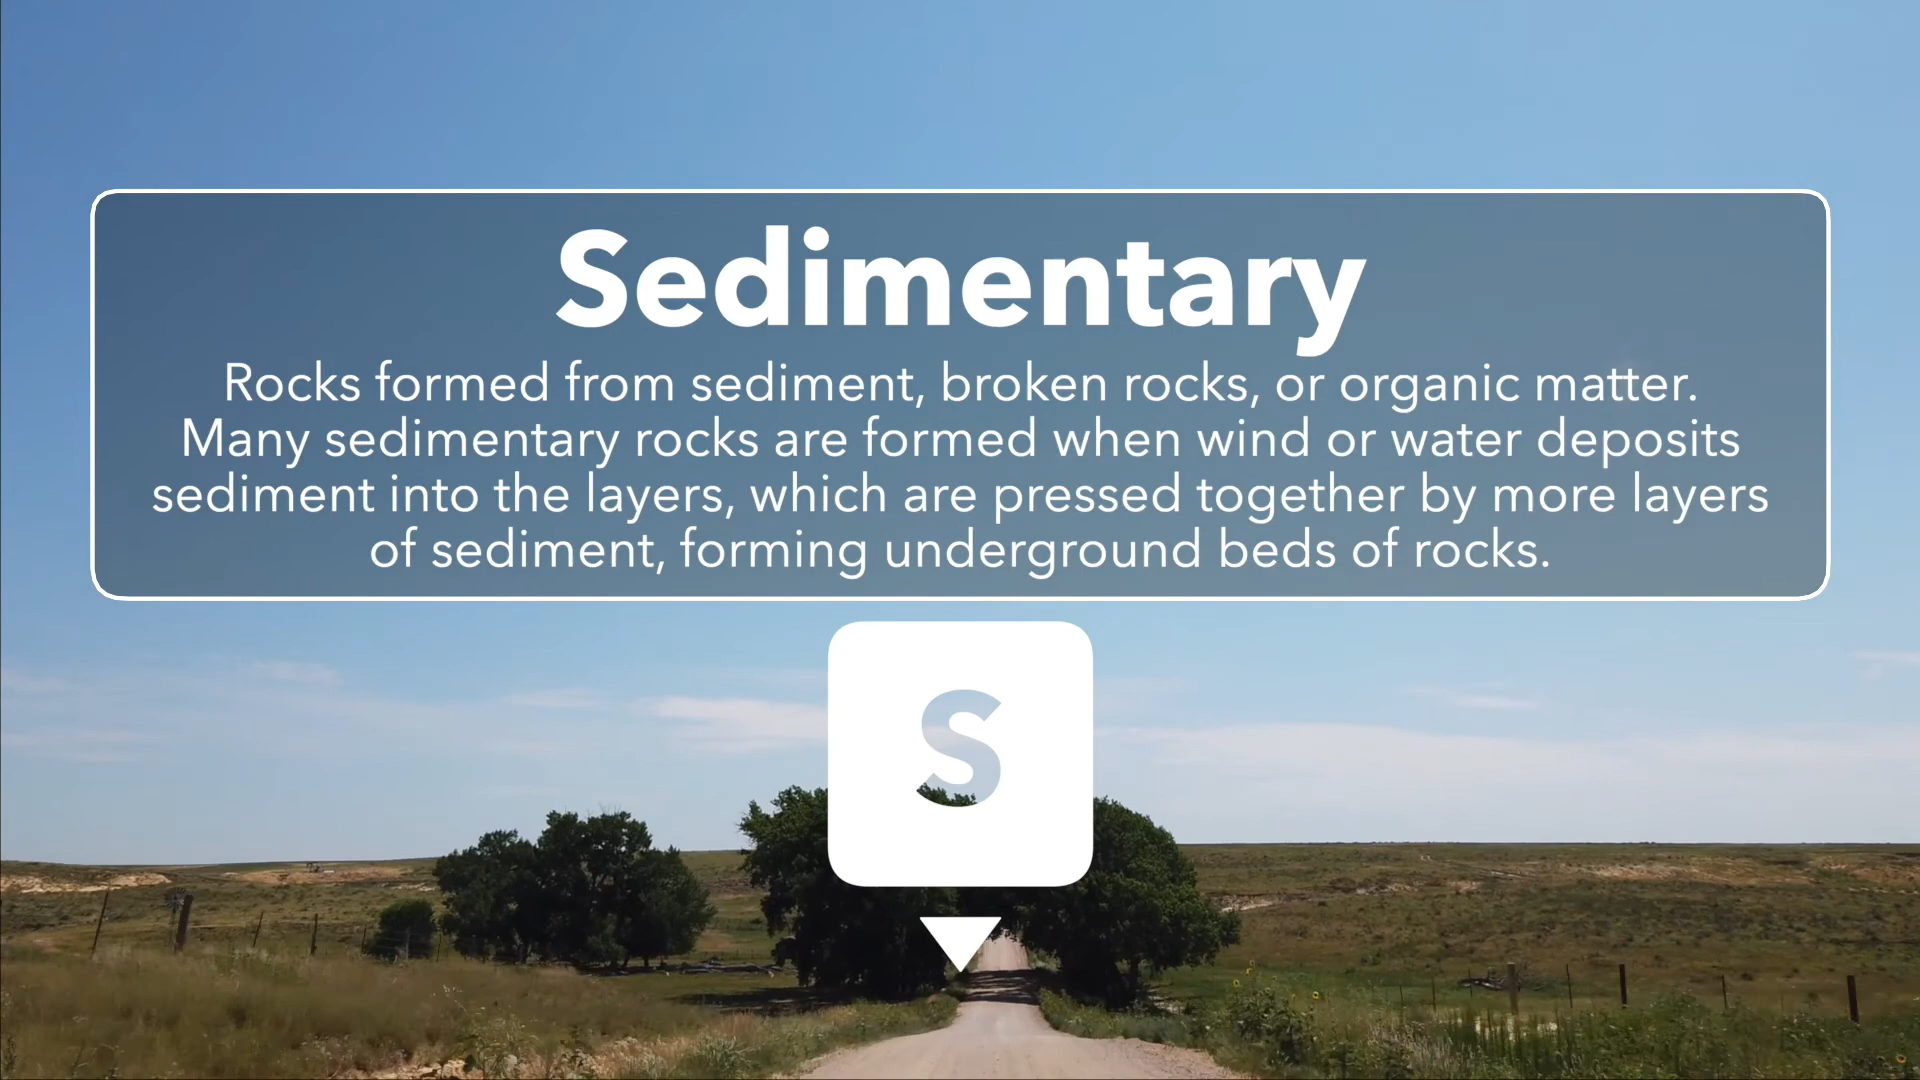 Sedimentary
Rocks formed from sediment, broken rocks, or organic matter.
Many sedimentary rocks are formed when wind or water deposits
sediment into the layers, which are pressed together by more layers
of sediment, forming underground beds of rocks.
S